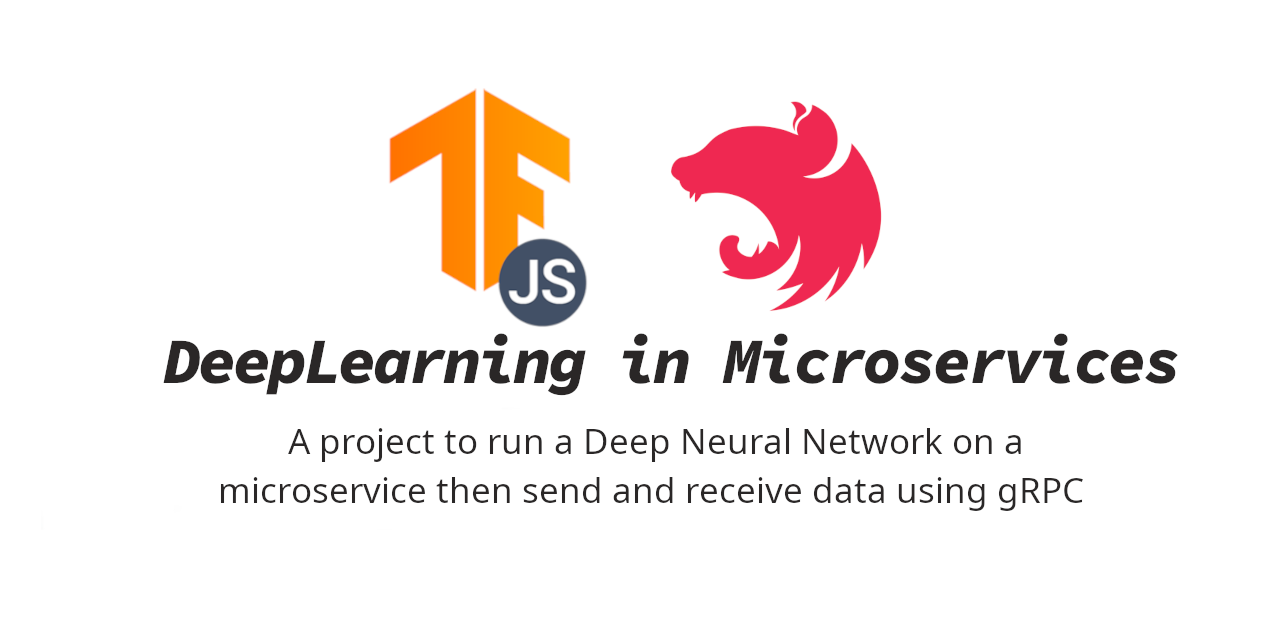 TF
JS
DeepLearning in Microservices
A project to run a Deep Neural Network on a
microservice then send and receive data using gRPC